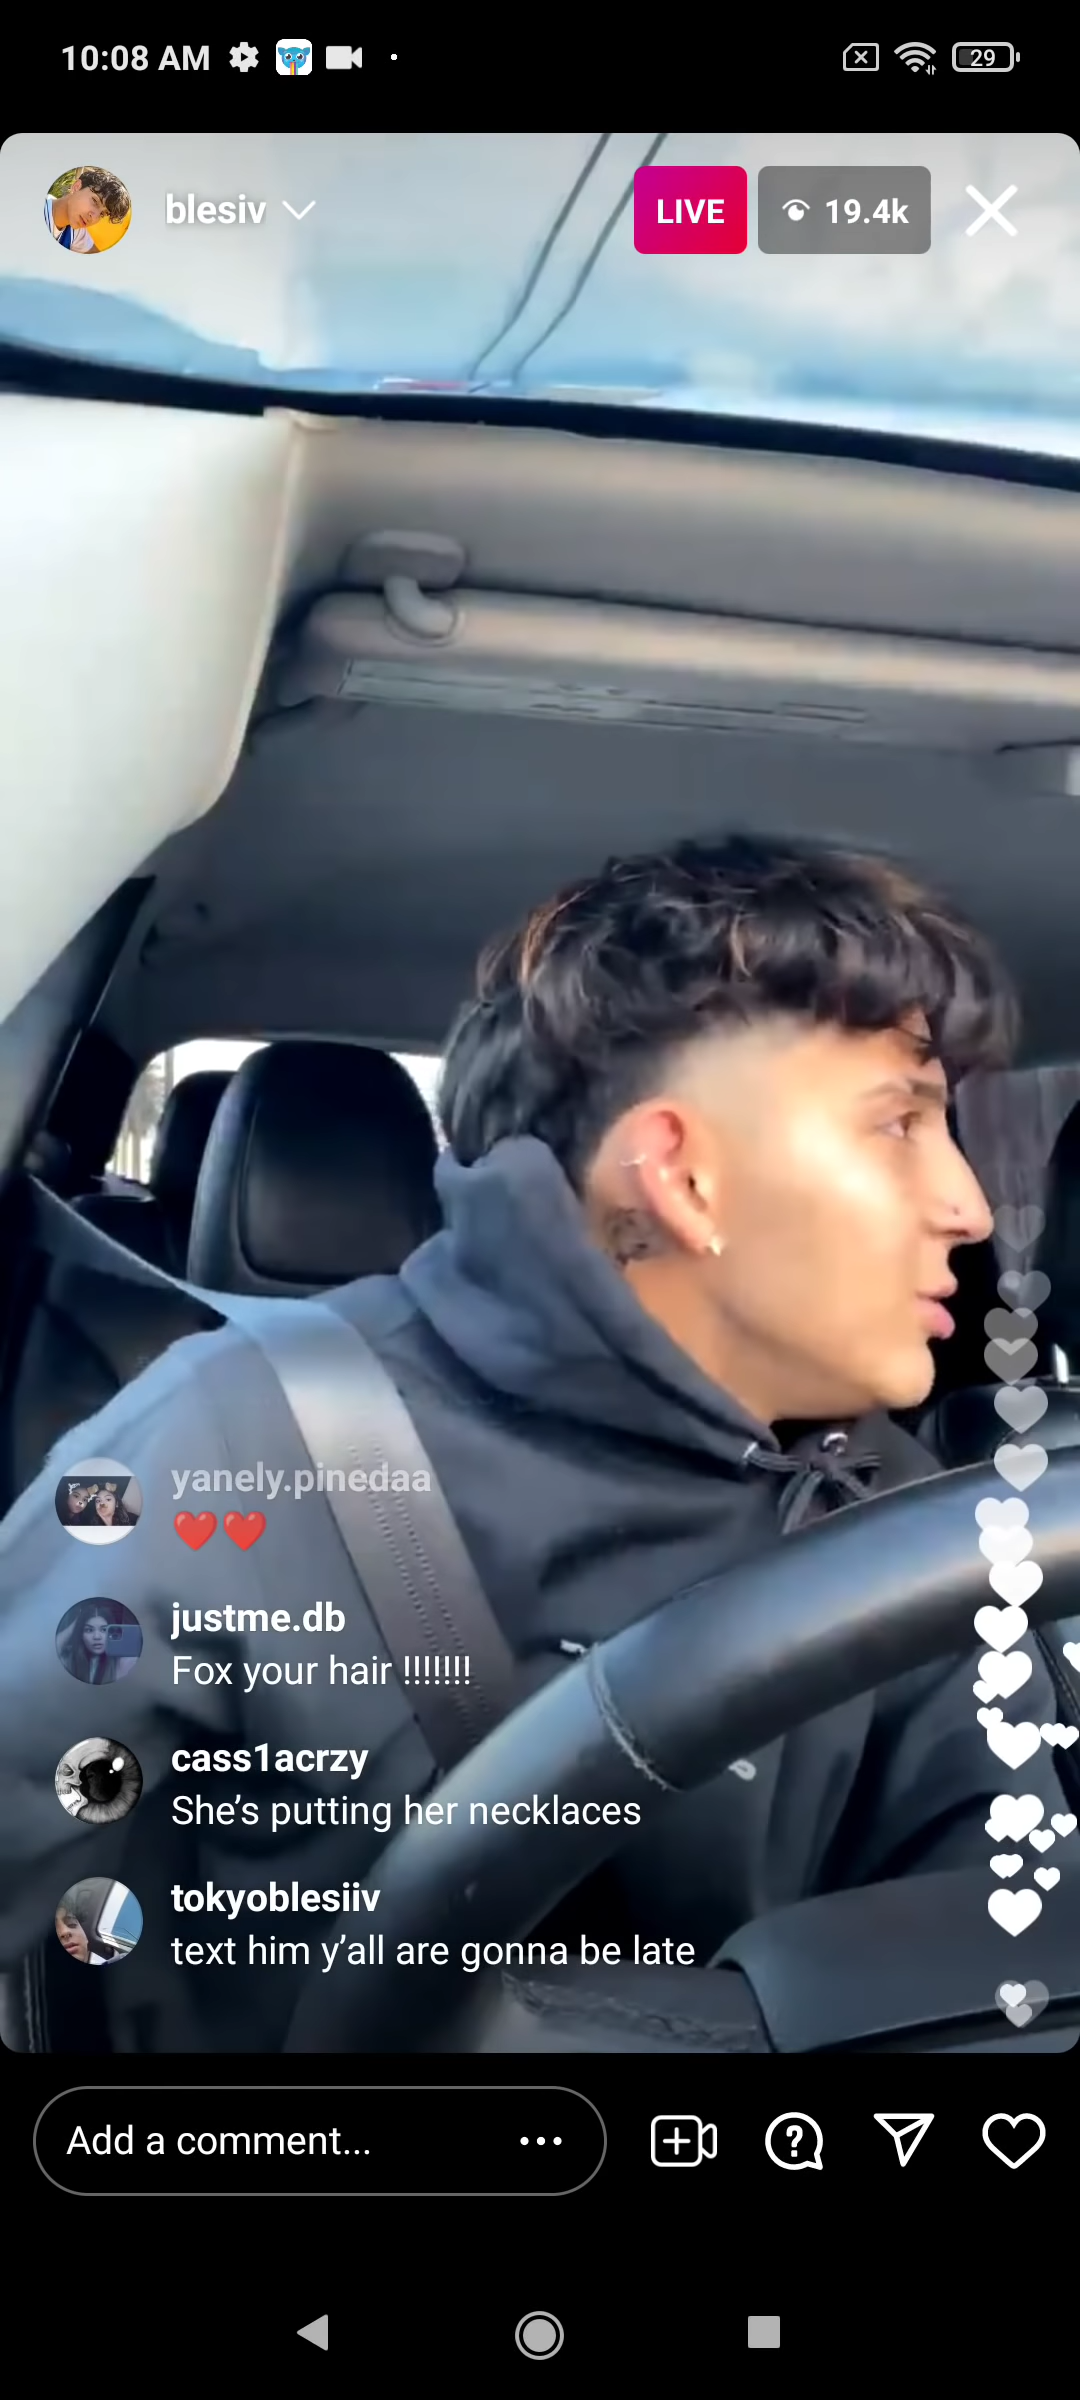 10:08 AM
29
blesiv
LIVE
19.4k
yanely.pinedaa
❤️❤️
justme.db
Fox your hair !!!!!!!
cass1acrzy
She’s putting her necklaces
tokyoblesiiv
text him y’all are gonna be late
Add a comment...